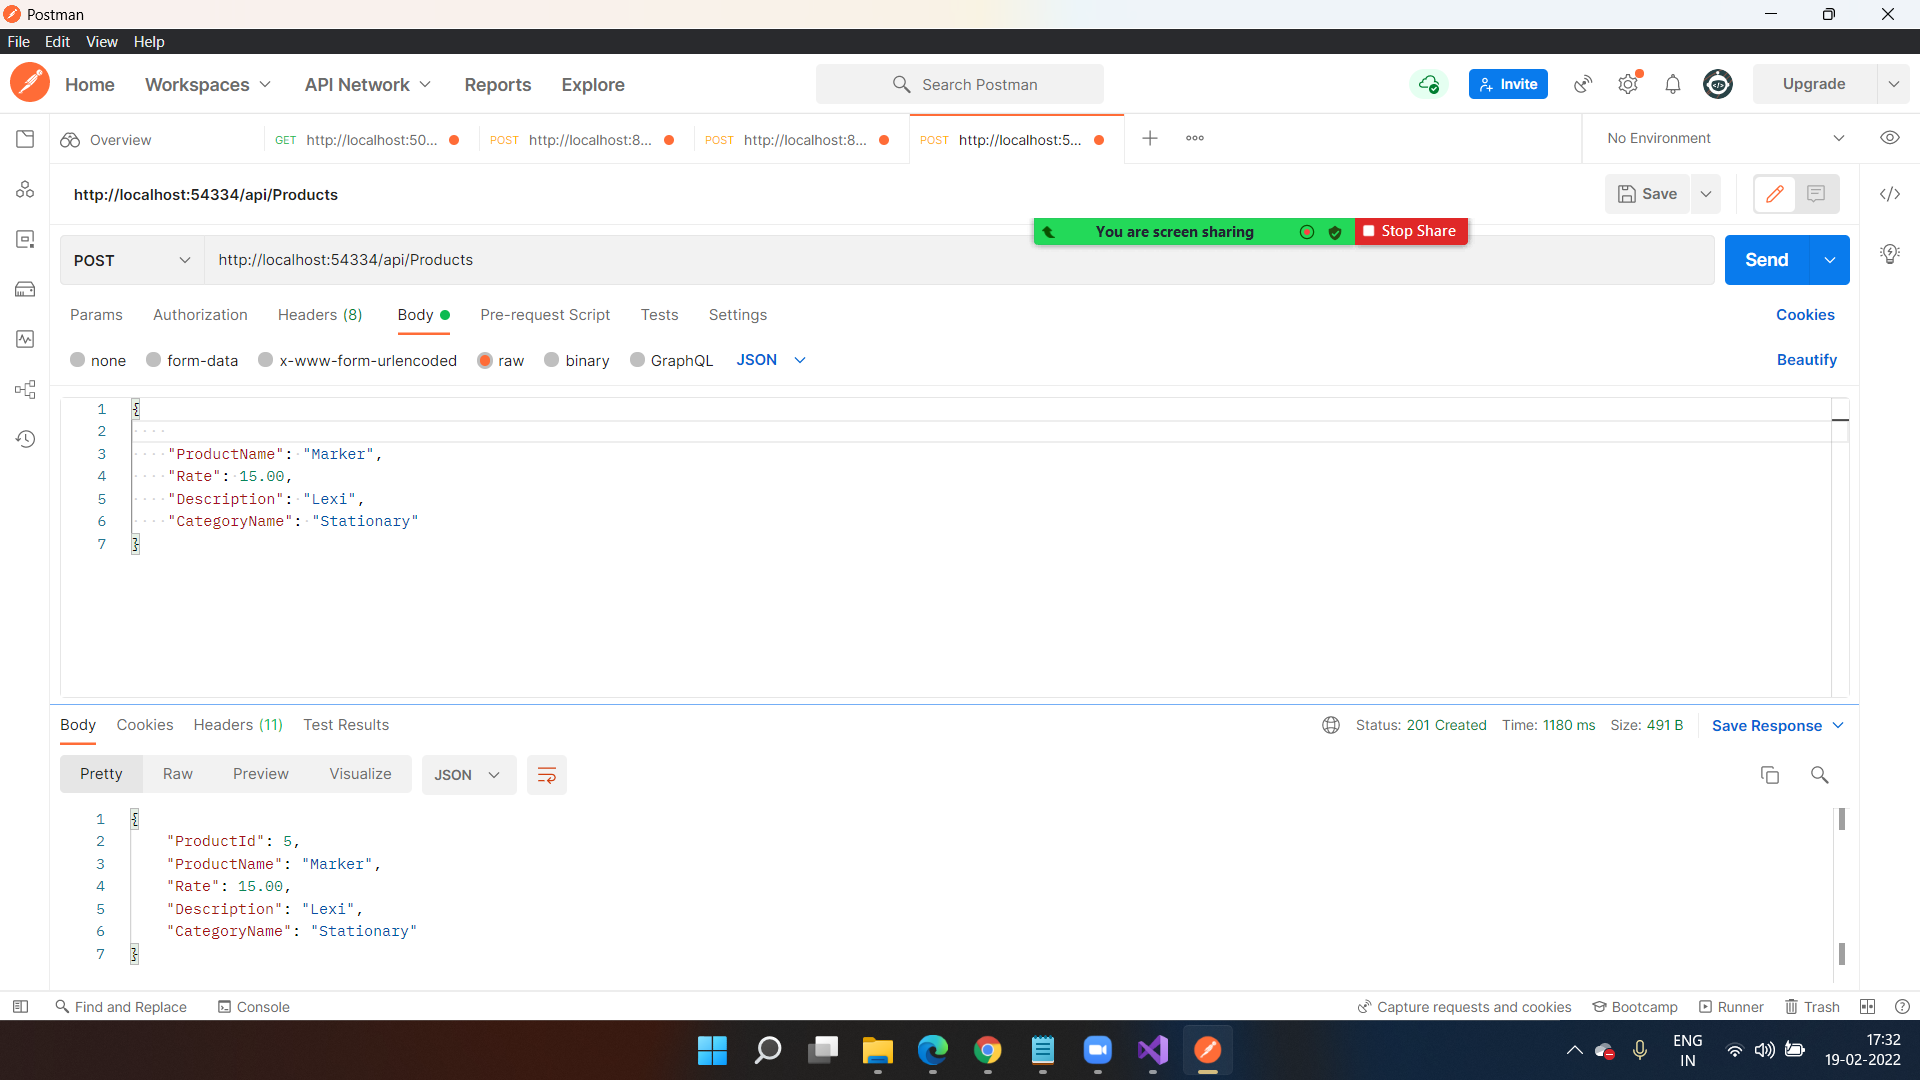 Postman
File Edit View Help
Home Workspaces API Network Reports Explore Search Postman Invite Upgrade
Overview GET http://localhost:50... POST http://localhost:8... POST http://localhost:8... POST http://localhost:5... No Environment
http://localhost:54334/api/Products Save
You are screen sharing Stop Share
POST http://localhost:54334/api/Products Send
Params Authorization Headers (8) Body Pre-request Script Tests Settings Cookies
none form-data x-www-form-urlencoded raw binary GraphQL JSON Beautify
1 {
2
3 "ProductName": "Marker",
4 "Rate": 15.00,
5 "Description": "Lexi",
6 "CategoryName": "Stationary"
7 }
Body Cookies Headers (11) Test Results Status: 201 Created Time: 1180 ms Size: 491 B Save Response
Pretty Raw Preview Visualize JSON
1 {
2 "ProductId": 5,
3 "ProductName": "Marker",
4 "Rate": 15.00,
5 "Description": "Lexi",
6 "CategoryName": "Stationary"
7 }
Find and Replace Console Capture requests and cookies Bootcamp Runner Trash
ENG 17:32
IN 19-02-2022